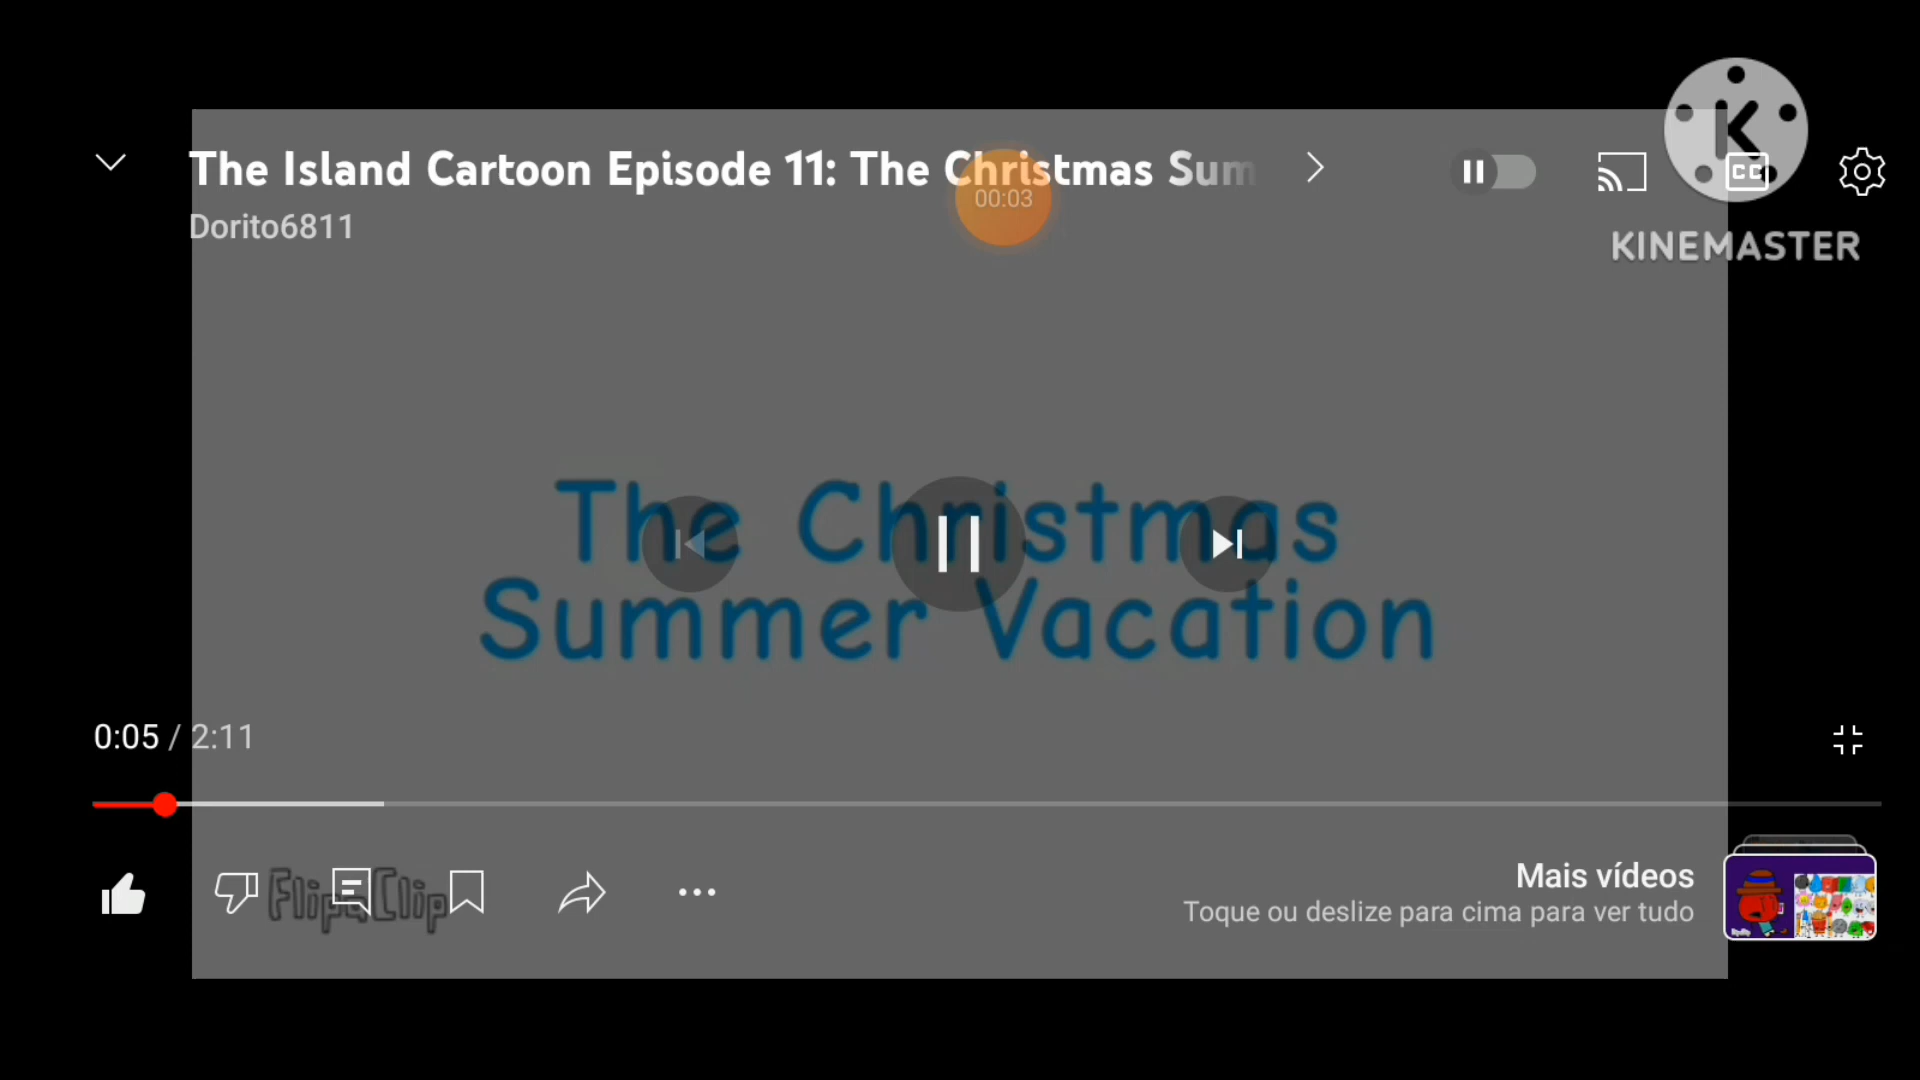 The Island Cartoon Episode 11: The Christmas Sum
Dorito6811
00:03
CC
K
KINEMASTER
The Christmas
Summer Vacation
0:05 / 2:11
FlipaClip
Mais vídeos
Toque ou deslize para cima para ver tudo